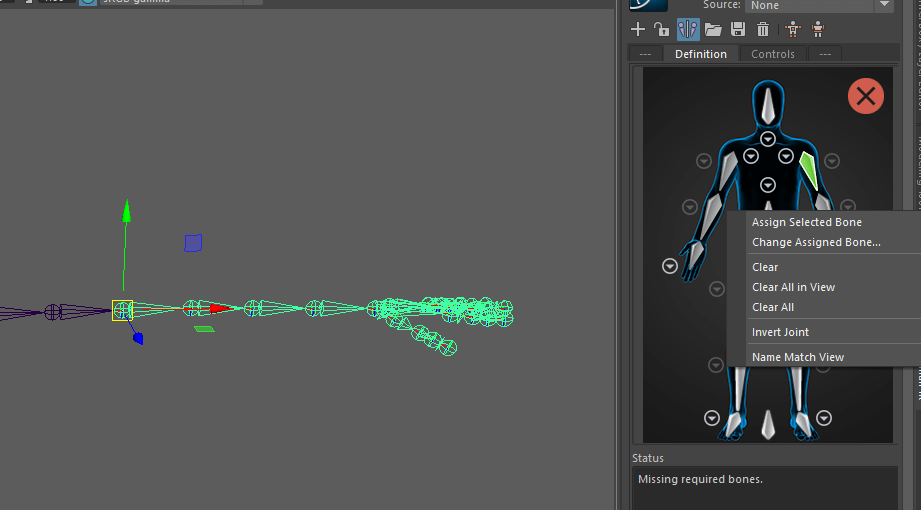 sRGB gamma
Source: None
--- Definition Controls ---
Assign Selected Bone
Change Assigned Bone...
Clear
Clear All in View
Clear All
Invert Joint
Name Match View
Status
Missing required bones.